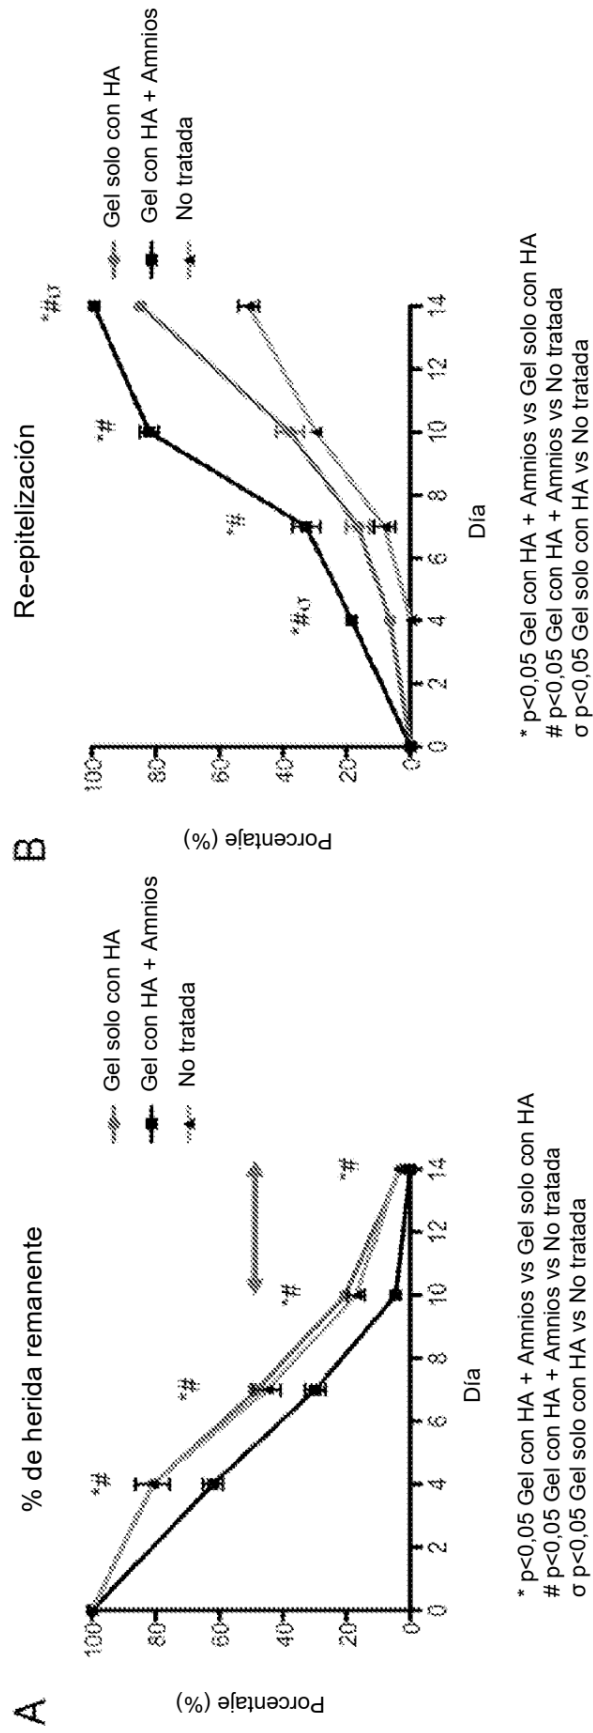 A
% de herida remanente
Gel solo con HA
Gel con HA + Amnios
No tratada
Porcentaje (%)
100
80
60
40
20
0
*#
*#
*#
*#
0 2 4 6 8 10 12 14
Día
* p<0,05 Gel con HA + Amnios vs Gel solo con HA
# p<0,05 Gel con HA + Amnios vs No tratada
σ p<0,05 Gel solo con HA vs No tratada
B
Re-epitelización
Gel solo con HA
Gel con HA + Amnios
No tratada
Porcentaje (%)
100
80
60
40
20
0
*#σ
*#
*#
*#σ
0 2 4 6 8 10 12 14
Día
* p<0,05 Gel con HA + Amnios vs Gel solo con HA
# p<0,05 Gel con HA + Amnios vs No tratada
σ p<0,05 Gel solo con HA vs No tratada